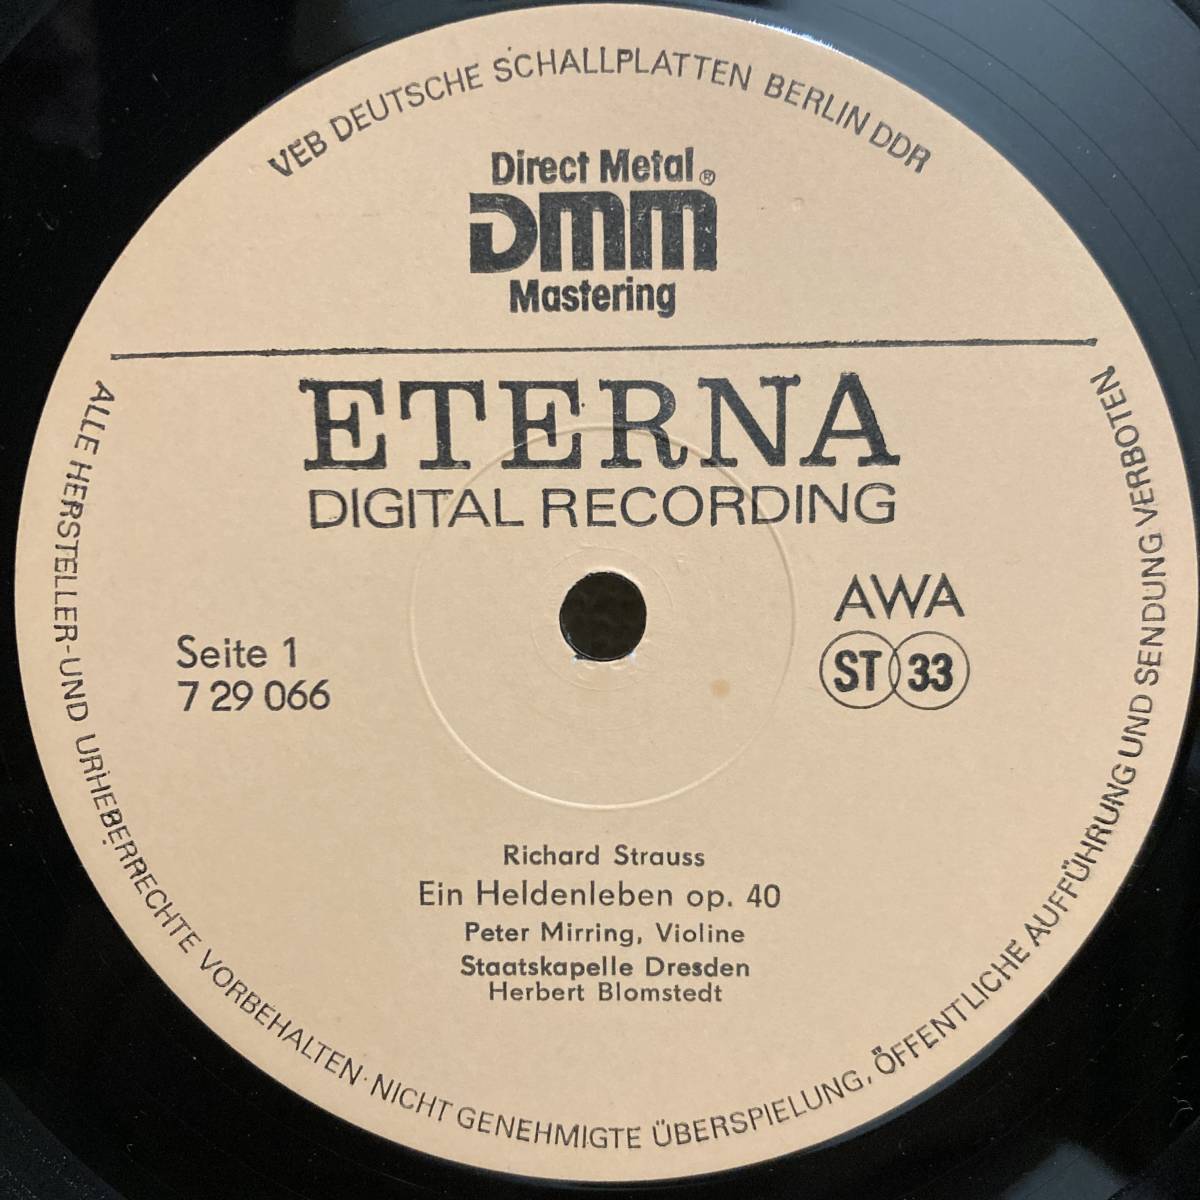 VEB DEUTSCHE SCHALLPLATTEN BERLIN DDR
Direct Metal ®
DMM
Mastering
ETERNA
DIGITAL RECORDING
AWA
ST 33
Seite 1
7 29 066
Richard Strauss
Ein Heldenleben op. 40
Peter Mirring, Violine
Staatskapelle Dresden
Herbert Blomstedt
ALLE HERSTELLER-UND URHEBERRECHTE VORBEHALTEN · NICHT GENEHMIGTE ÜBERSPIELUNG, ÖFFENTLICHE AUFFÜHRUNG UND SENDUNG VERBOTEN